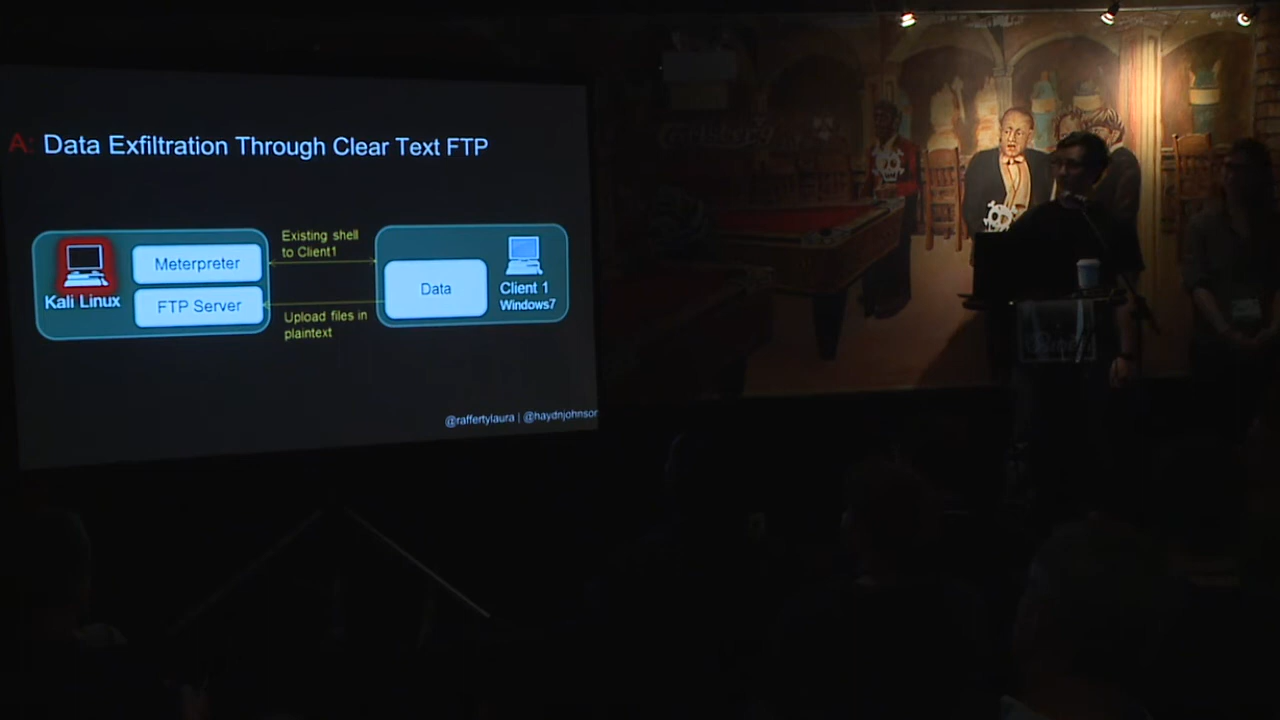 A: Data Exfiltration Through Clear Text FTP
Existing shell
to Client1
Meterpreter
Kali Linux
FTP Server
Data
Client 1
Windows7
Upload files in
plaintext
@raffertylaura | @haydnjohnson
Carlsberg